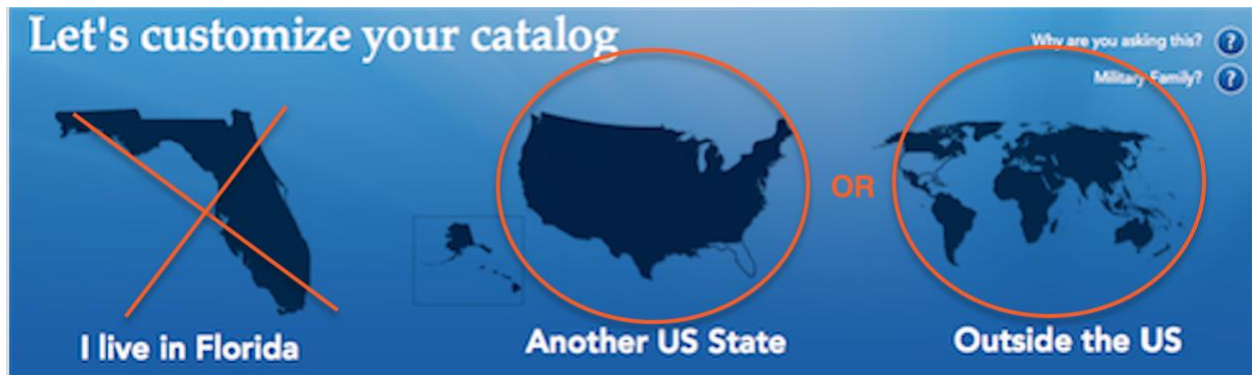 Let's customize your catalog
Why are you asking this? ?
Military Family? ?
OR
I live in Florida
Another US State
Outside the US